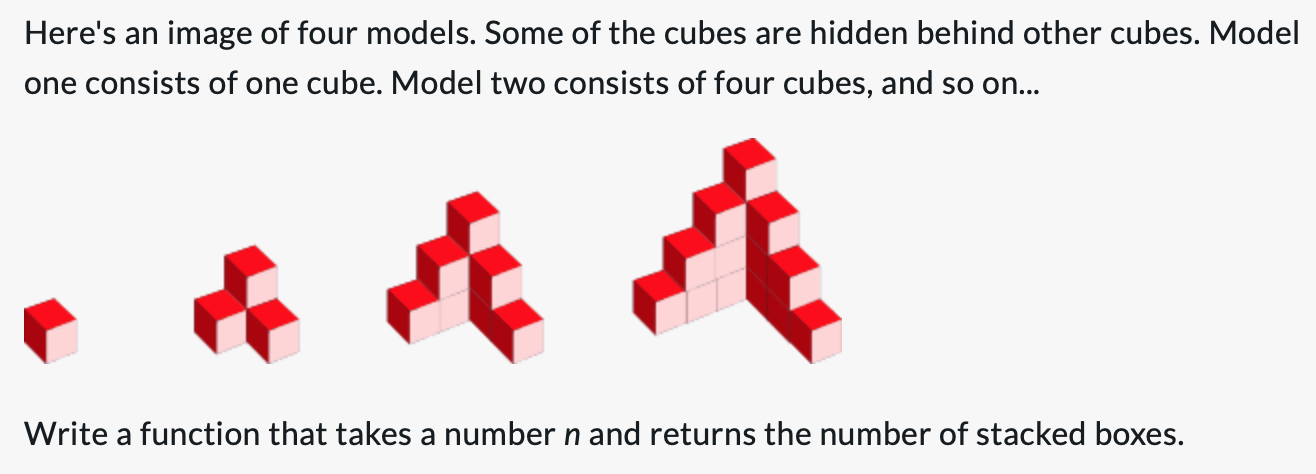 Here's an image of four models. Some of the cubes are hidden behind other cubes. Model
one consists of one cube. Model two consists of four cubes, and so on...
Write a function that takes a number n and returns the number of stacked boxes.